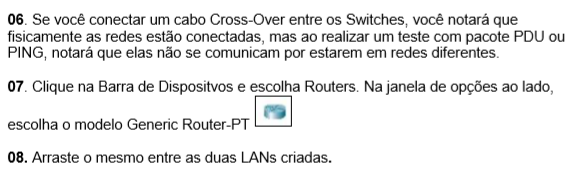 06. Se você conectar um cabo Cross-Over entre os Switches, você notará que
fisicamente as redes estão conectadas, mas ao realizar um teste com pacote PDU ou
PING, notará que elas não se comunicam por estarem em redes diferentes.
07. Clique na Barra de Dispositvos e escolha Routers. Na janela de opções ao lado,
escolha o modelo Generic Router-PT
08. Arraste o mesmo entre as duas LANs criadas.